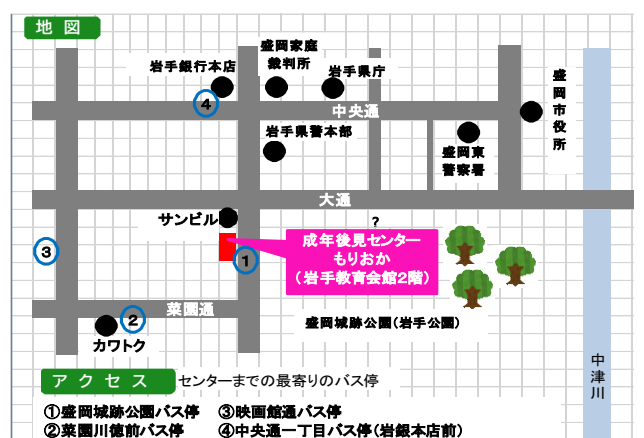 地 図
盛岡家庭
裁判所
岩手銀行本店
岩手県庁
盛岡市役所
④
中央通
岩手県警本部
盛岡東
警察署
大通
サンビル
?
③
①
成年後見センター
もりおか
(岩手教育会館2階)
菜園通
②
盛岡城跡公園(岩手公園)
カワトク
中津川
アクセス センターまでの最寄りのバス停
①盛岡城跡公園バス停 ③映画館通バス停
②菜園川徳前バス停 ④中央通一丁目バス停(岩銀本店前)